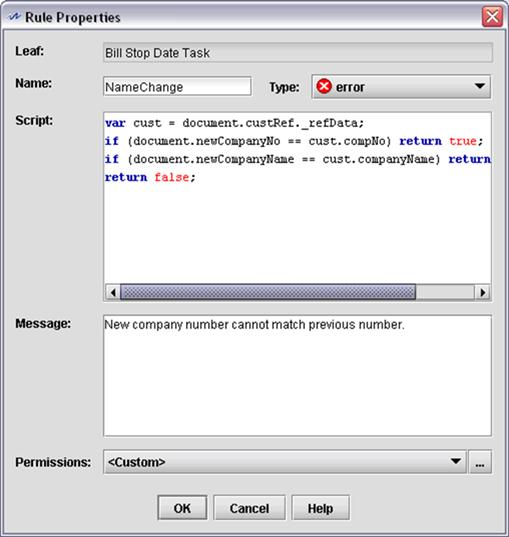 Rule Properties
Leaf: Bill Stop Date Task
Name: NameChange Type: error
Script: var cust = document.custRef._refData;
if (document.newCompanyNo == cust.compNo) return true;
if (document.newCompanyName == cust.companyName) return
return false;
Message: New company number cannot match previous number.
Permissions: <Custom> ...
OK Cancel Help